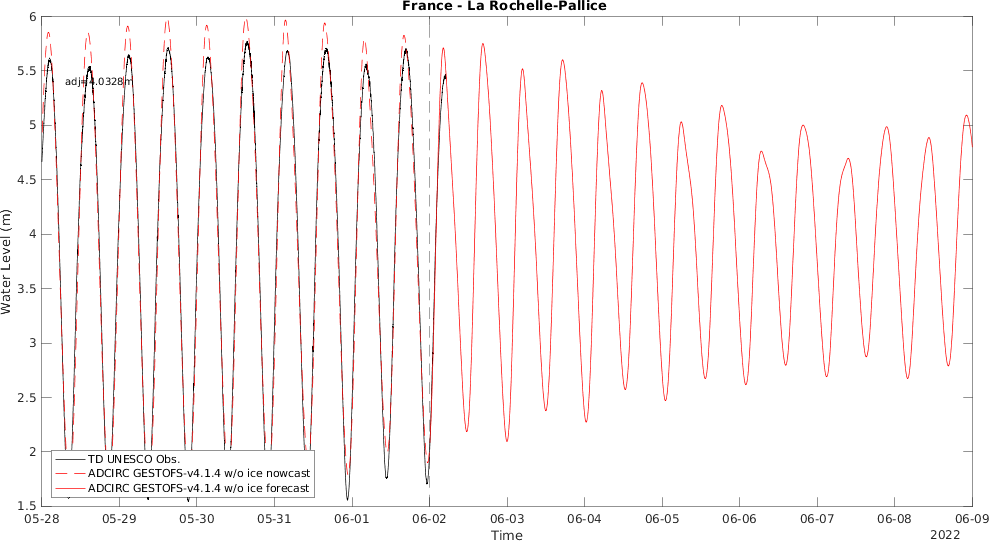 France - La Rochelle-Pallice
6
5.5
5
4.5
4
3.5
3
2.5
2
1.5
Water Level (m)
adj=4.0328m
TD UNESCO Obs.
ADCIRC GESTOFS-v4.1.4 w/o ice nowcast
ADCIRC GESTOFS-v4.1.4 w/o ice forecast
05-28 05-29 05-30 05-31 06-01 06-02 06-03 06-04 06-05 06-06 06-07 06-08 06-09
Time
2022